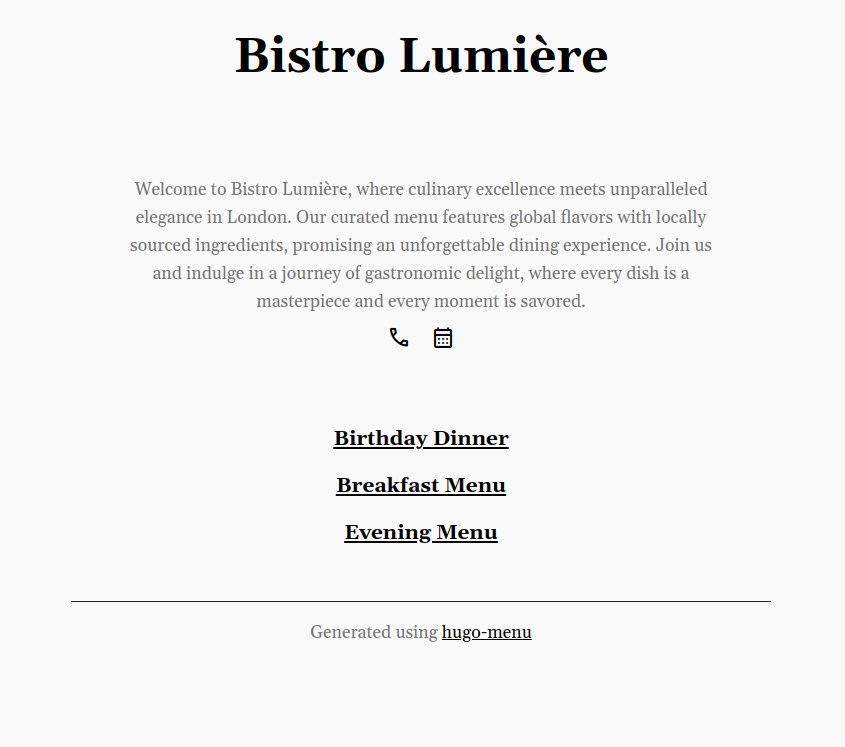 Bistro Lumière
Welcome to Bistro Lumière, where culinary excellence meets unparalleled
elegance in London. Our curated menu features global flavors with locally
sourced ingredients, promising an unforgettable dining experience. Join us
and indulge in a journey of gastronomic delight, where every dish is a
masterpiece and every moment is savored.
Birthday Dinner
Breakfast Menu
Evening Menu
Generated using hugo-menu